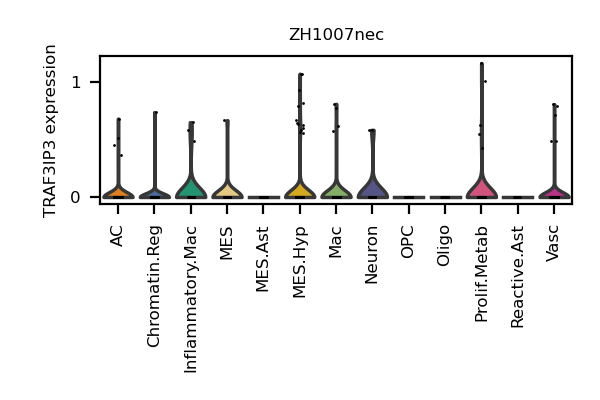 ZH1007nec
TRAF3IP3 expression
1
0
AC
Chromatin.Reg
Inflammatory.Mac
MES
MES.Ast
MES.Hyp
Mac
Neuron
OPC
Oligo
Prolif.Metab
Reactive.Ast
Vasc